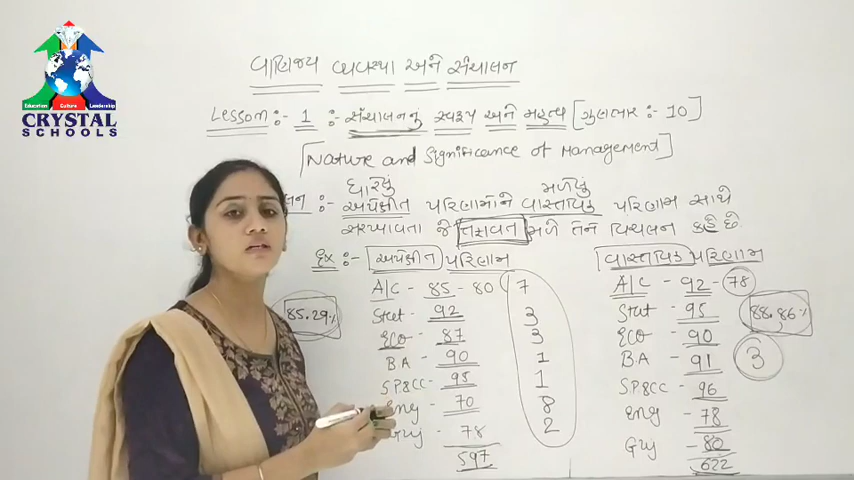 Education Culture Leadership
CRYSTAL
SCHOOLS
વાણિજ્ય વ્યવસ્થા અને સંચાલન
Lesson :- 1 :- સંચાલનનું સ્વરૂપ અને મહત્વ [ગુણભાર :- 10]
[Nature and Significance of Management]
ધારેલું મળેલું
લન :- અપેક્ષીત પરિણામોને વાસ્તવિક પરિણામ સાથે
સરખાવતા જે તફાવત મળે તેને વિચલન કહે છે.
Ex :- અપેક્ષીત પરિણામ
A/C - 85 - 80 7
Stat - 92 3
Eco - 87 3
BA - 90 1
SP&CC - 95 1
Eng - 70 8
Guj - 78 2
597
85.29%
વાસ્તવિક પરિણામ
A/C - 92 - 78
Stat - 95
Eco - 90
BA - 91
SP&CC - 96
Eng - 78
Guj - 80
622
88.86%
3